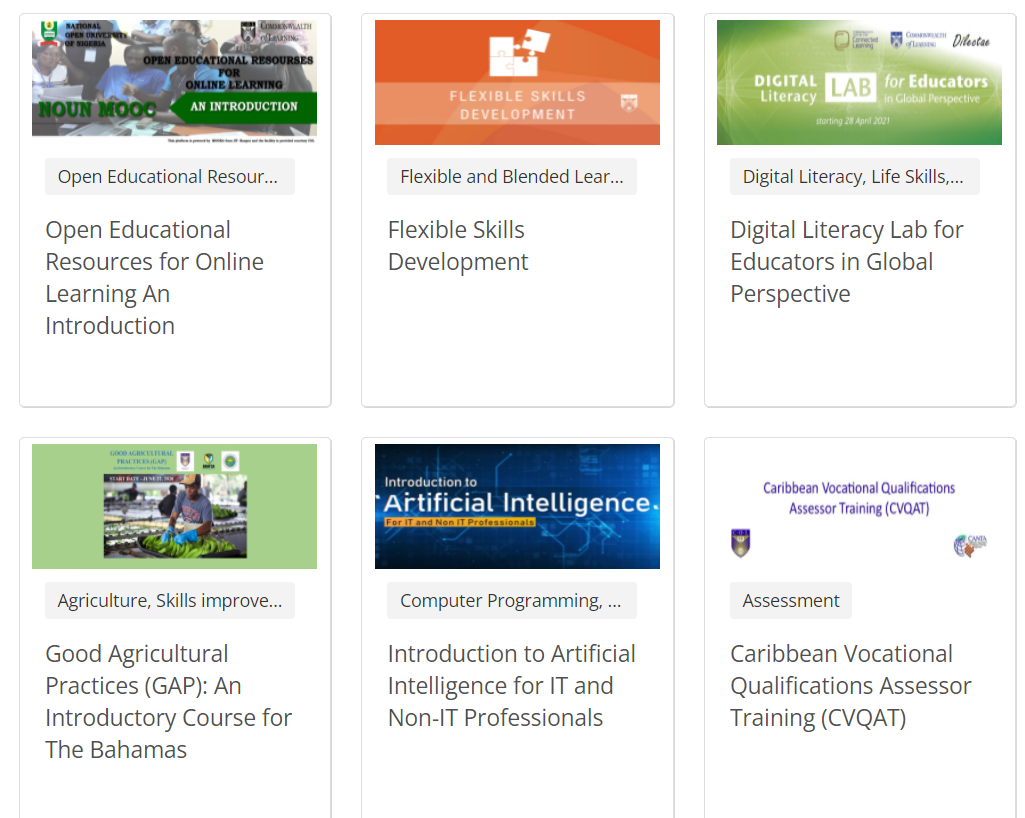 NATIONAL
OPEN UNIVERSITY
OF NIGERIA
COMMONWEALTH
of LEARNING
OPEN EDUCATIONAL RESOURSES
FOR
ONLINE LEARNING
NOUN MOOC
AN INTRODUCTION
Open Educational Resour...
Open Educational
Resources for Online
Learning An
Introduction
FLEXIBLE SKILLS
DEVELOPMENT
Flexible and Blended Lear...
Flexible Skills
Development
Connected
Learning
COMMONWEALTH
of LEARNING
Dilectae
DIGITAL
Literacy
LAB
for Educators
in Global Perspective
starting 28 April 2021
Digital Literacy, Life Skills,...
Digital Literacy Lab for
Educators in Global
Perspective
GOOD AGRICULTURAL
PRACTICES (GAP)
START DATE - JUNE
Agriculture, Skills improve...
Good Agricultural
Practices (GAP): An
Introductory Course for
The Bahamas
Introduction to
Artificial Intelligence
For IT and Non IT Professionals
Computer Programming, ...
Introduction to Artificial
Intelligence for IT and
Non-IT Professionals
Caribbean Vocational Qualifications
Assessor Training (CVQAT)
COL
CANTA
Assessment
Caribbean Vocational
Qualifications Assessor
Training (CVQAT)